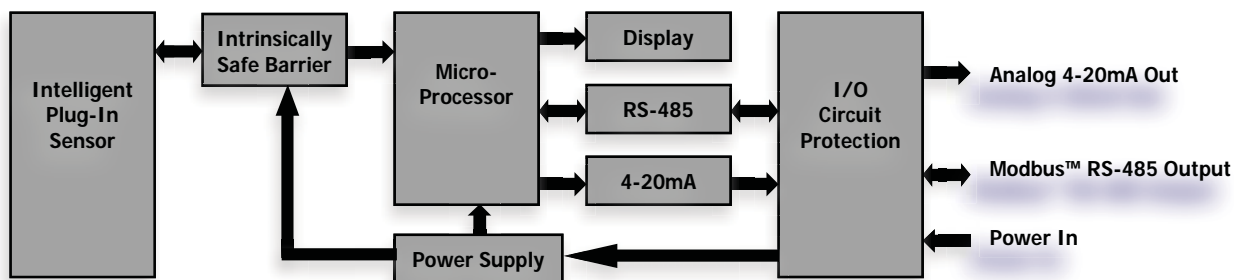 Intelligent
Plug-In
Sensor
Intrinsically
Safe Barrier
Micro-
Processor
Display
RS-485
4-20mA
Power Supply
I/O
Circuit
Protection
Analog 4-20mA Out
Modbus™ RS-485 Output
Power In